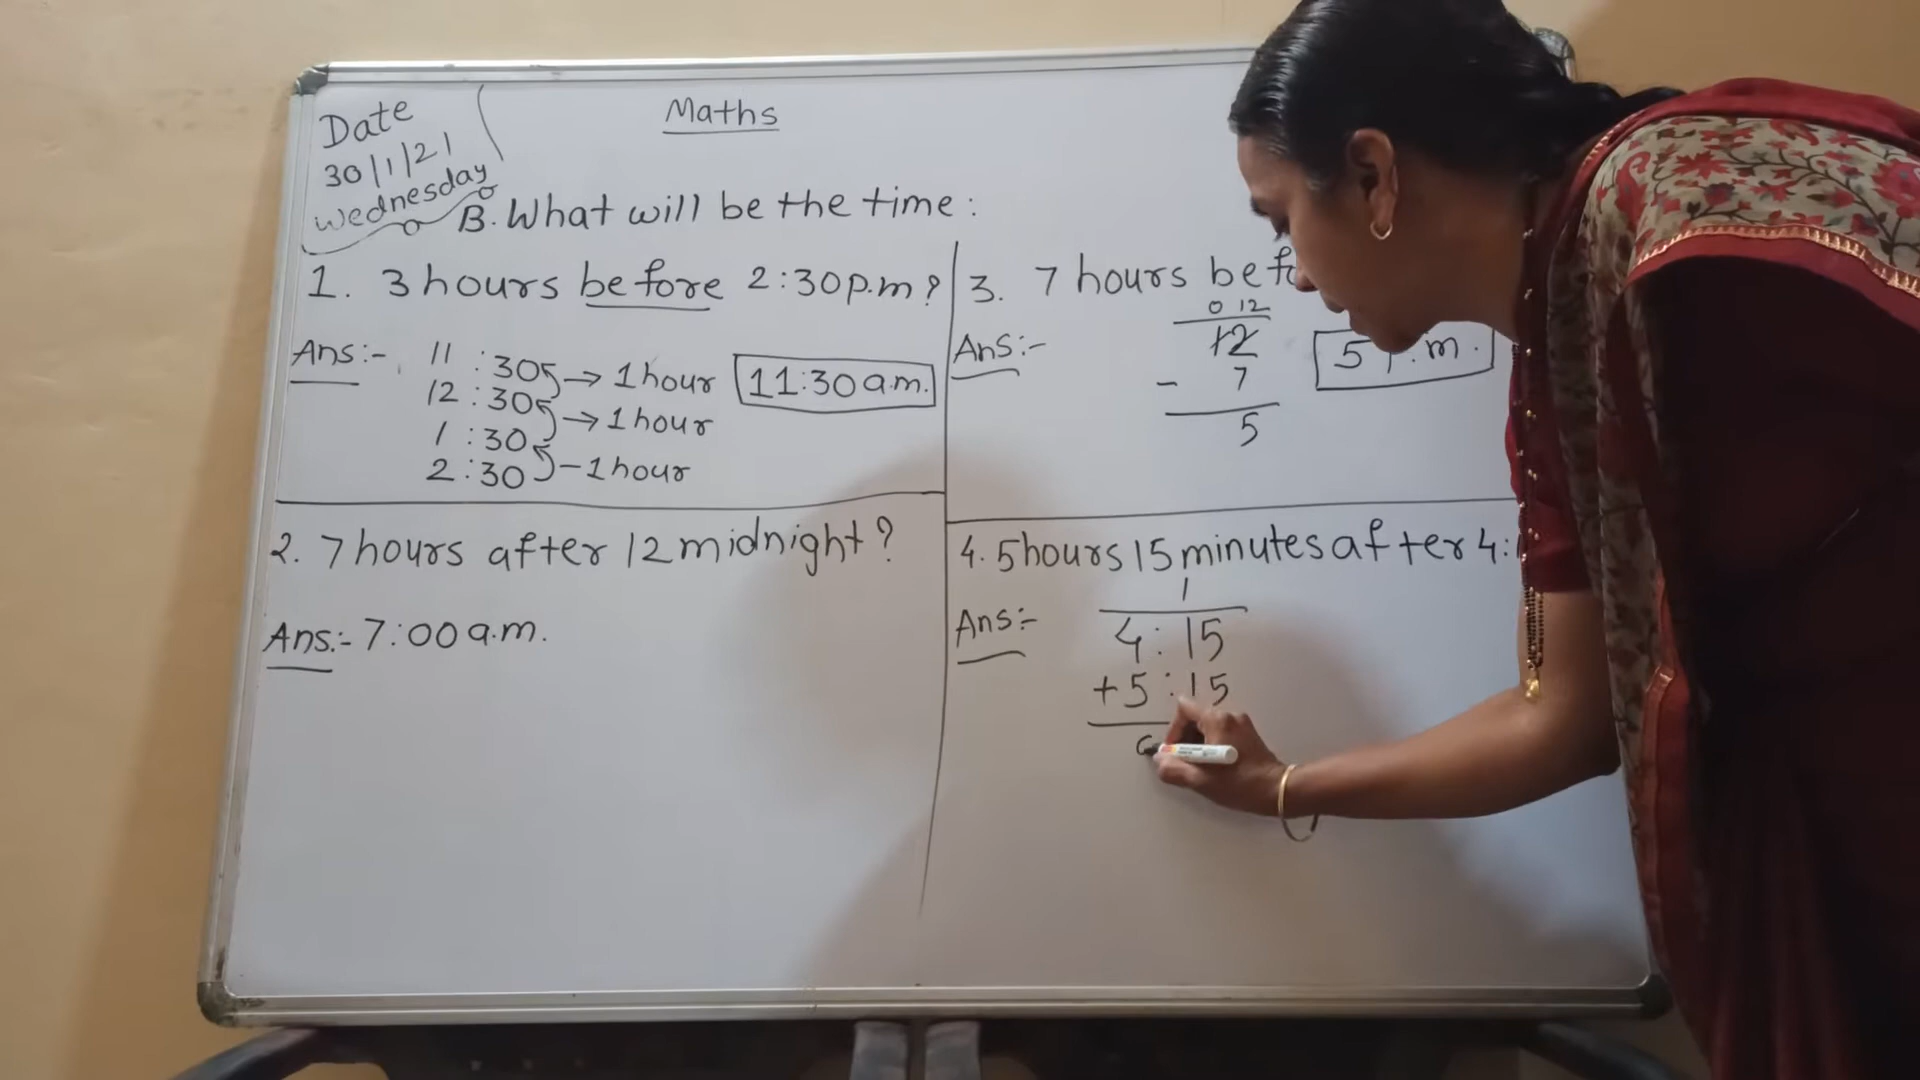 Date
30/1/21
Wednesday
Maths
B. What will be the time:
1. 3 hours before 2:30 p.m?
Ans:- 11:30 → 1 hour 11:30 a.m.
12:30 → 1 hour
1:30
2:30 – 1 hour
2. 7 hours after 12 midnight?
Ans:- 7:00 a.m.
3. 7 hours
Ans:-
0 12
12
- 7
5
5 .m.
4. 5 hours 15 minutes after 4:
Ans:-
1
4:15
+5:15